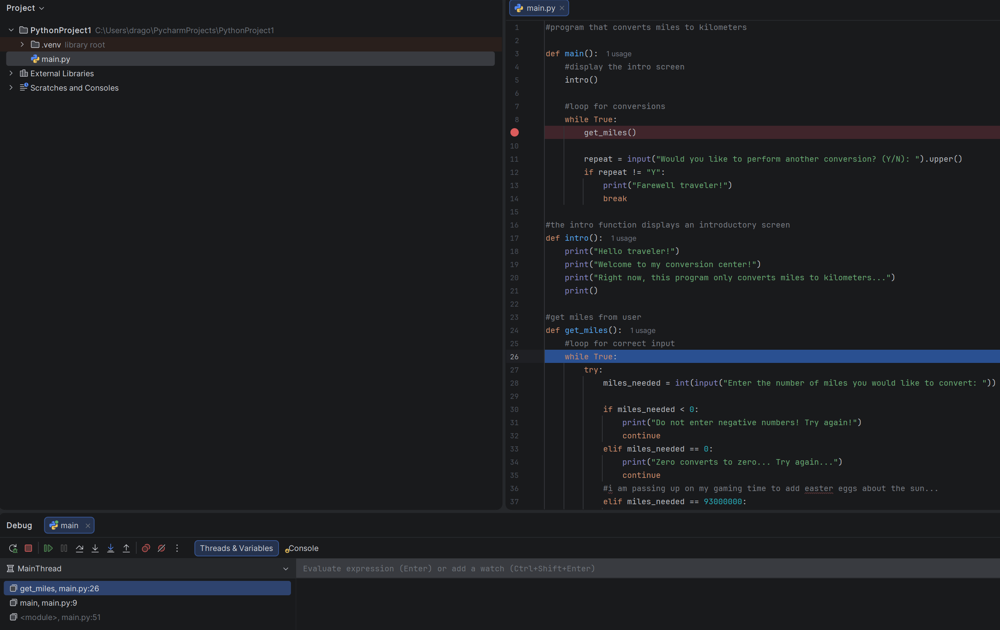 Project
PythonProject1 C:\Users\drago\PycharmProjects\PythonProject1
.venv library root
main.py
External Libraries
Scratches and Consoles
main.py
1 #program that converts miles to kilometers
2
3 def main(): 1 usage
4 #display the intro screen
5 intro()
6
7 #loop for conversions
8 while True:
get_miles()
10
11 repeat = input("Would you like to perform another conversion? (Y/N): ").upper()
12 if repeat != "Y":
13 print("Farewell traveler!")
14 break
15
16 #the intro function displays an introductory screen
17 def intro(): 1 usage
18 print("Hello traveler!")
19 print("Welcome to my conversion center!")
20 print("Right now, this program only converts miles to kilometers...")
21 print()
22
23 #get miles from user
24 def get_miles(): 1 usage
25 #loop for correct input
26 while True:
27 try:
28 miles_needed = int(input("Enter the number of miles you would like to convert: "))
29
30 if miles_needed < 0:
31 print("Do not enter negative numbers! Try again!")
32 continue
33 elif miles_needed == 0:
34 print("Zero converts to zero... Try again...")
35 continue
36 #i am passing up on my gaming time to add easter eggs about the sun...
37 elif miles_needed == 93000000:
Debug main
Threads & Variables Console
MainThread
Evaluate expression (Enter) or add a watch (Ctrl+Shift+Enter)
get_miles, main.py:26
main, main.py:9
<module>, main.py:51